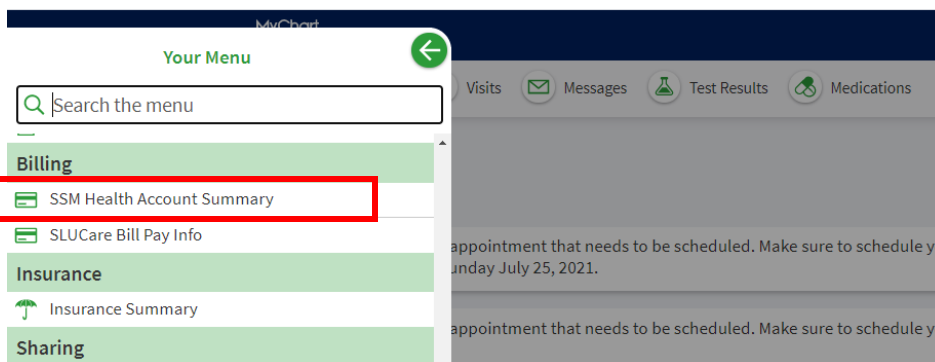 MyChart
Your Menu
Search the menu
Visits
Messages
Test Results
Medications
Billing
SSM Health Account Summary
SLUCare Bill Pay Info
Insurance
Insurance Summary
Sharing
appointment that needs to be scheduled. Make sure to schedule y
unday July 25, 2021.
appointment that needs to be scheduled. Make sure to schedule y